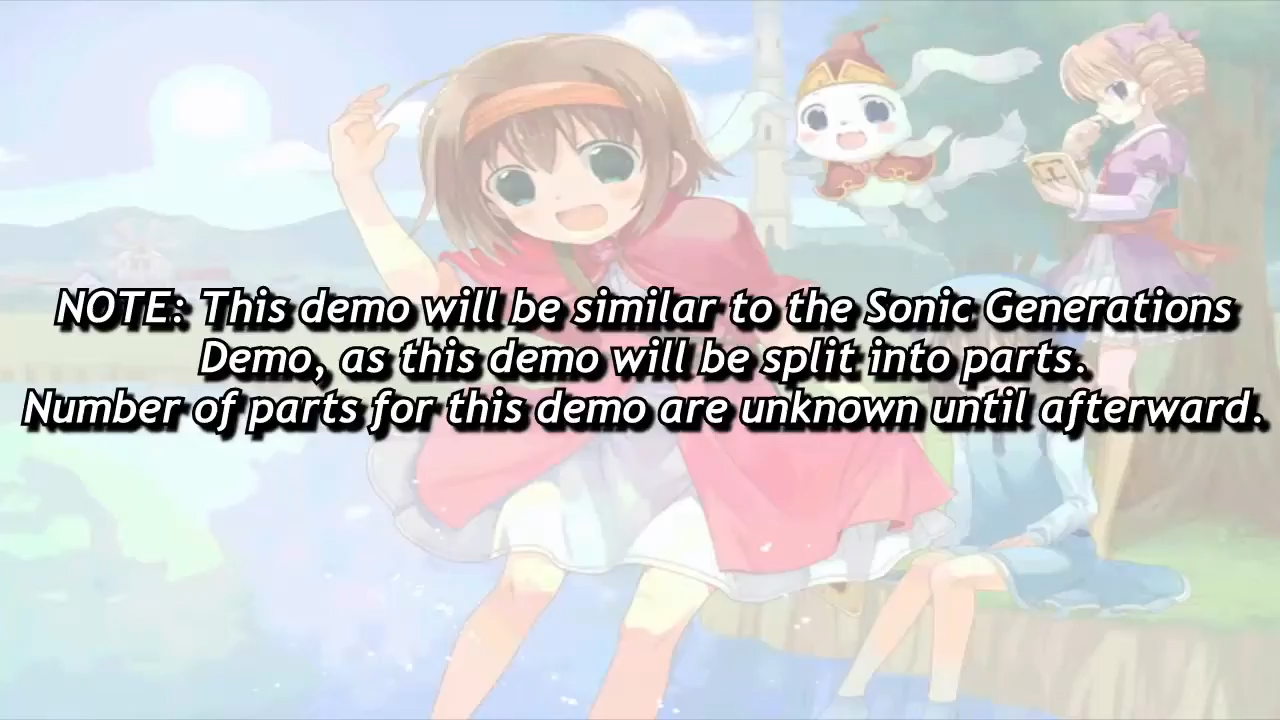 NOTE: This demo will be similar to the Sonic Generations
Demo, as this demo will be split into parts.
Number of parts for this demo are unknown until afterward.